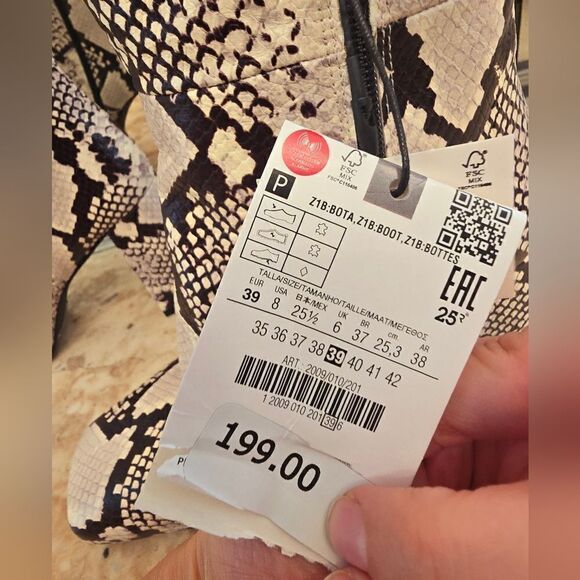 FSC
MIX
FSC
MIX
P
Z1B:BOTA,Z1B:BOOT,Z1B:BOTTES
EAC
25
TALLA/SIZE/TAMANHO/TAILLE/MAAT/ΜΕΓΕΘΟΣ
EUR USA 日本/MEX UK BR cm AR
39 8 25½ 6 37 25,3 38
35 36 37 38 39 40 41 42
ART · 2009/010/201
1 2009 010 201 39 6
199.00